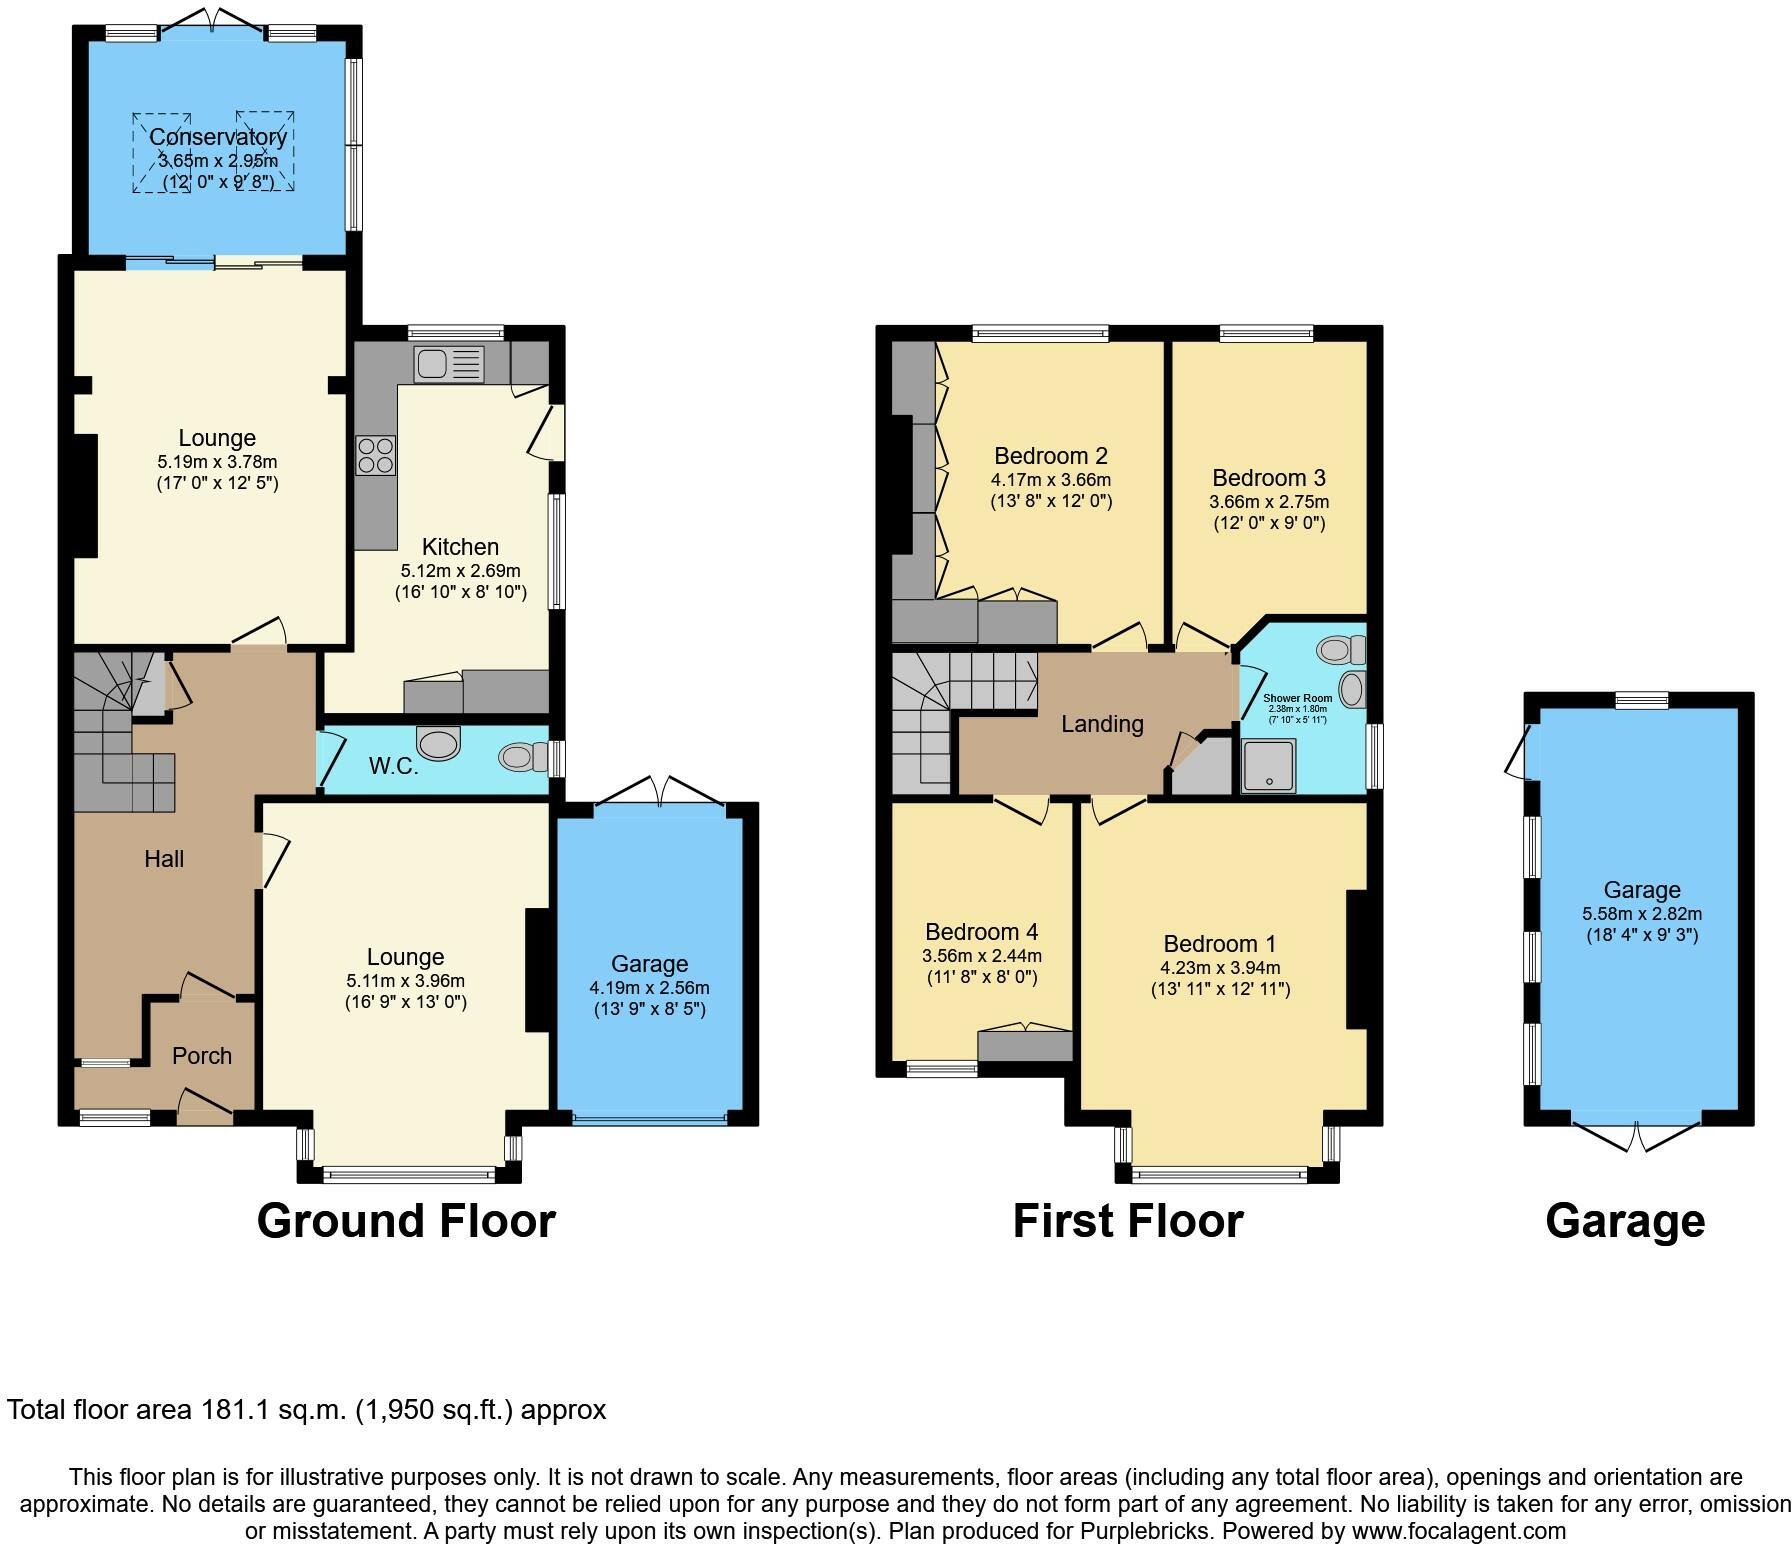 Conservatory
3.65m x 2.95m
(12' 0" x 9' 8")
Lounge
5.19m x 3.78m
(17' 0" x 12' 5")
Kitchen
5.12m x 2.69m
(16' 10" x 8' 10")
W.C.
Hall
Porch
Lounge
5.11m x 3.96m
(16' 9" x 13' 0")
Garage
4.19m x 2.56m
(13' 9" x 8' 5")
Ground Floor
Bedroom 2
4.17m x 3.66m
(13' 8" x 12' 0")
Bedroom 3
3.66m x 2.75m
(12' 0" x 9' 0")
Shower Room
2.38m x 1.80m
(7' 10" x 5' 11")
Landing
Bedroom 4
3.56m x 2.44m
(11' 8" x 8' 0")
Bedroom 1
4.23m x 3.94m
(13' 11" x 12' 11")
First Floor
Garage
5.58m x 2.82m
(18' 4" x 9' 3")
Garage
Total floor area 181.1 sq.m. (1,950 sq.ft.) approx
This floor plan is for illustrative purposes only. It is not drawn to scale. Any measurements, floor areas (including any total floor area), openings and orientation are
approximate. No details are guaranteed, they cannot be relied upon for any purpose and they do not form part of any agreement. No liability is taken for any error, omission
or misstatement. A party must rely upon its own inspection(s). Plan produced for Purplebricks. Powered by www.focalagent.com